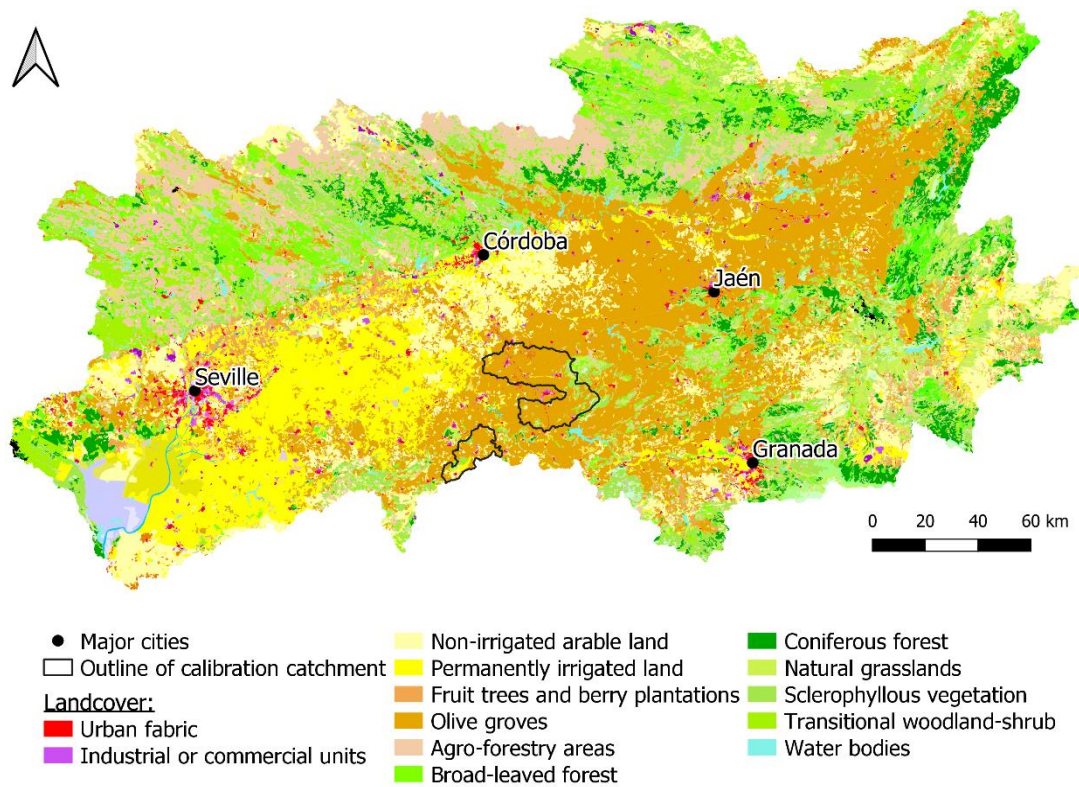 Córdoba
Jaén
Seville
Granada
0 20 40 60 km
Major cities
Outline of calibration catchment
Landcover:
Urban fabric
Industrial or commercial units
Non-irrigated arable land
Permanently irrigated land
Fruit trees and berry plantations
Olive groves
Agro-forestry areas
Broad-leaved forest
Coniferous forest
Natural grasslands
Sclerophyllous vegetation
Transitional woodland-shrub
Water bodies